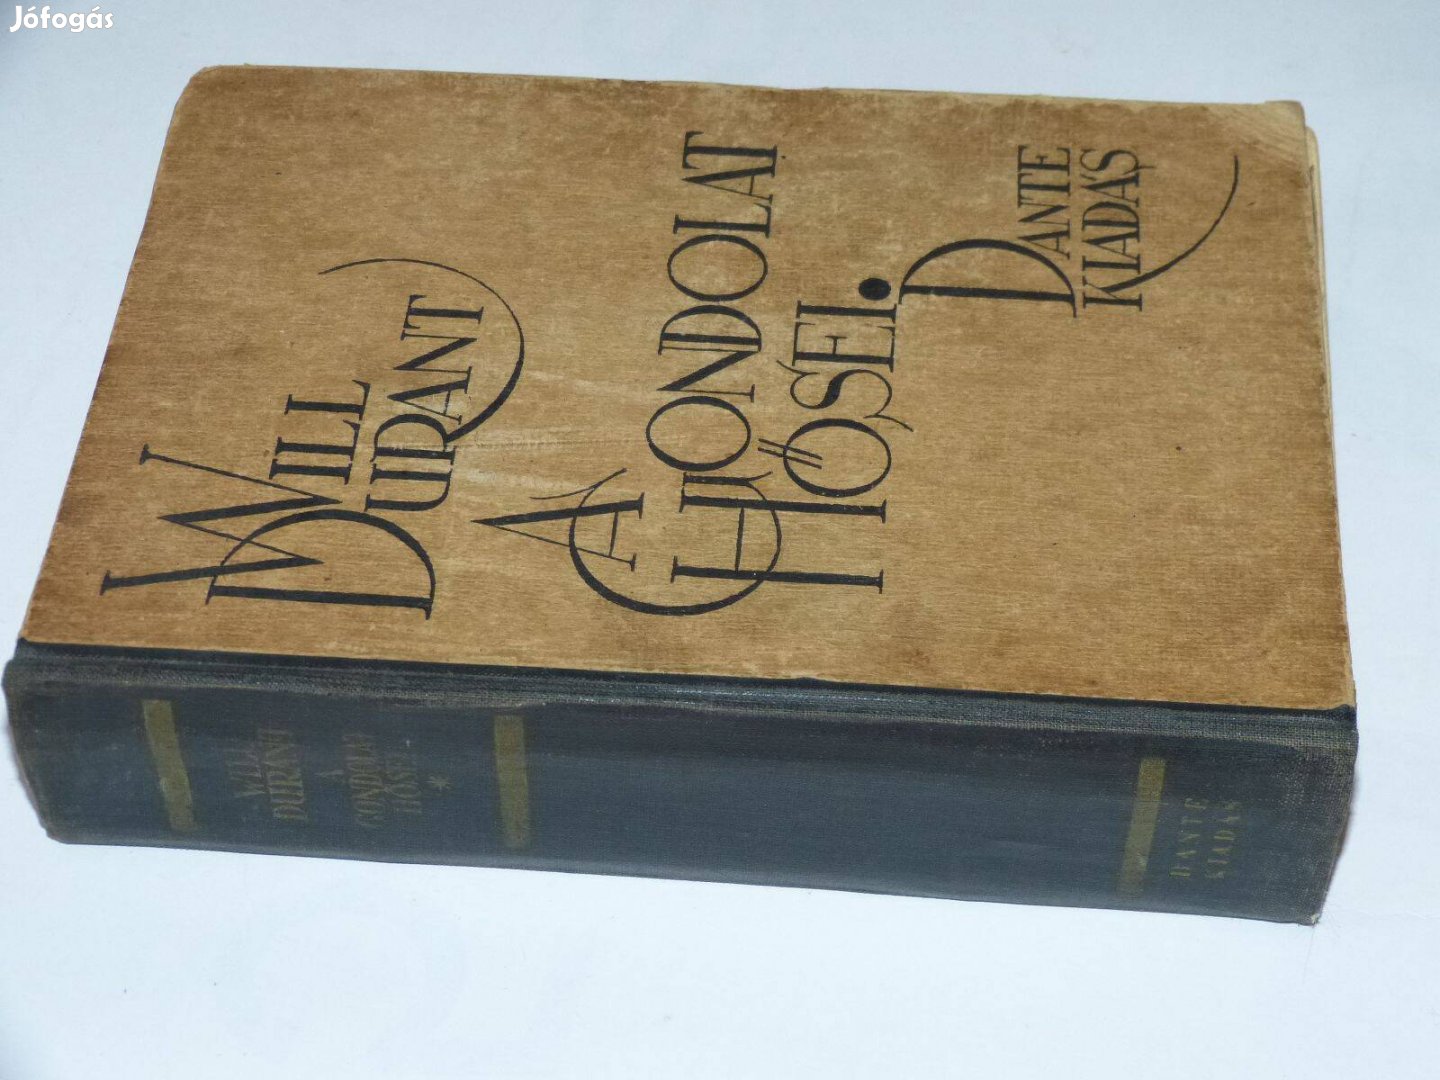 Jófogás
WILL
DURANT
A GONDOLAT
HŐSEI.
DANTE
KIADÁS
WILL
DURANT
A
GONDOLAT
HŐSEI
*
DANTE
KIADÁS